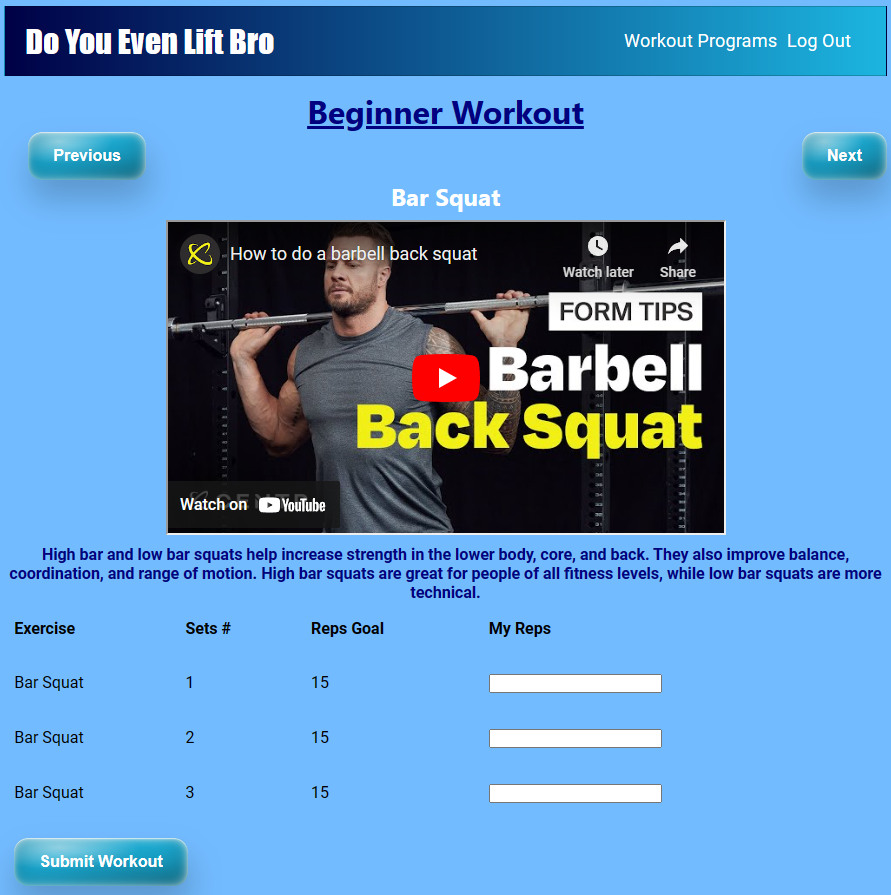 Do You Even Lift Bro
Workout Programs Log Out
Beginner Workout
Previous
Next
Bar Squat
How to do a barbell back squat
Watch later
Share
FORM TIPS
Barbell
Back Squat
Watch on YouTube
High bar and low bar squats help increase strength in the lower body, core, and back. They also improve balance,
coordination, and range of motion. High bar squats are great for people of all fitness levels, while low bar squats are more
technical.
Exercise Sets # Reps Goal My Reps
Bar Squat 1 15
Bar Squat 2 15
Bar Squat 3 15
Submit Workout